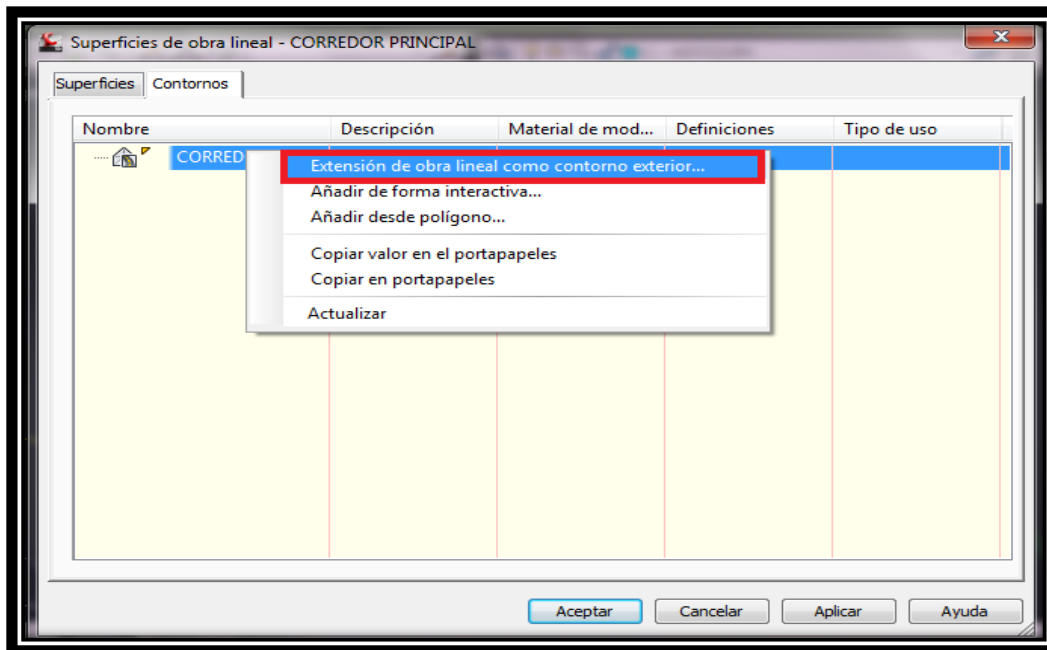 Superficies de obra lineal - CORREDOR PRINCIPAL
Superficies Contornos
Nombre Descripción Material de mod... Definiciones Tipo de uso
CORRED
Extensión de obra lineal como contorno exterior...
Añadir de forma interactiva...
Añadir desde polígono...
Copiar valor en el portapapeles
Copiar en portapapeles
Actualizar
Aceptar Cancelar Aplicar Ayuda